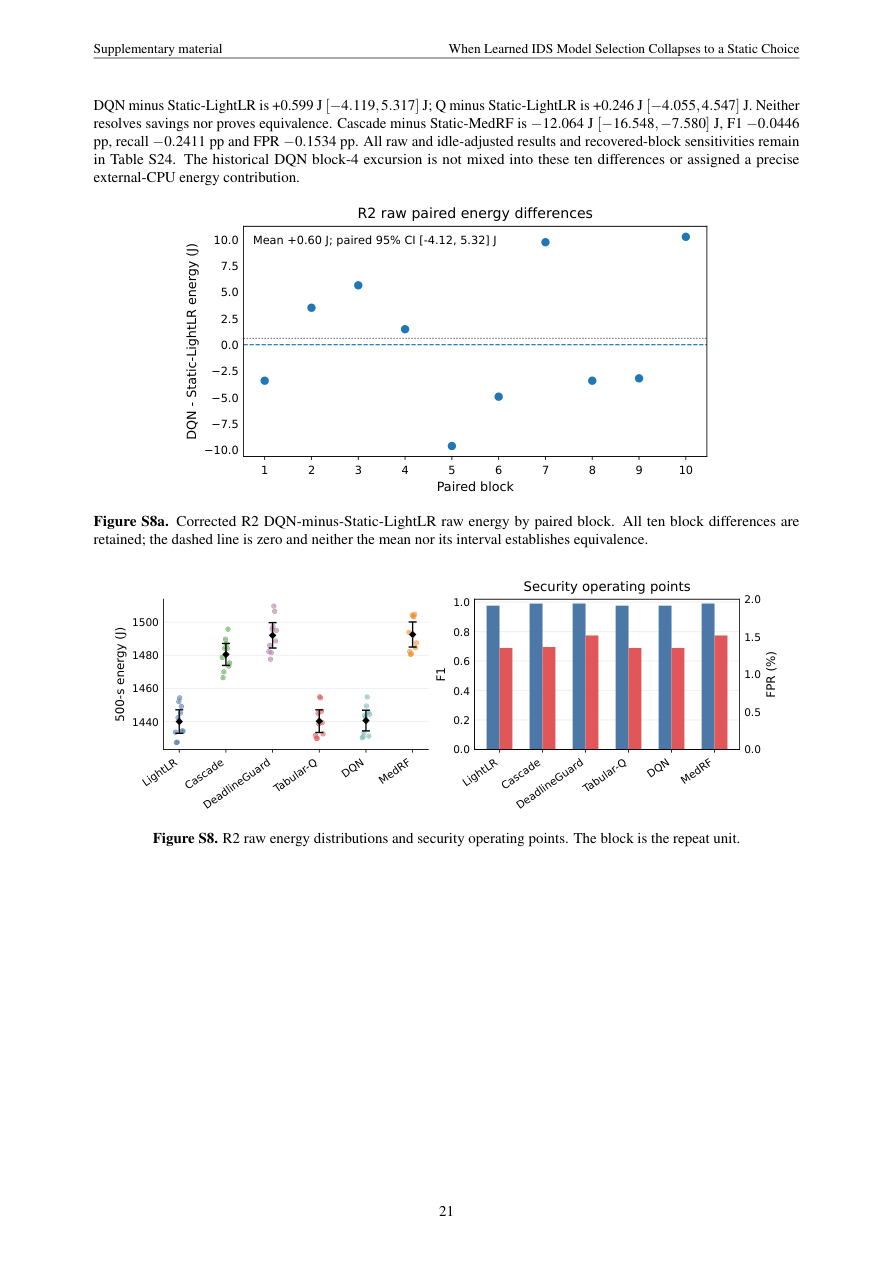 Supplementary material When Learned IDS Model Selection Collapses to a Static Choice
DQN minus Static-LightLR is +0.599 J [−4.119, 5.317] J; Q minus Static-LightLR is +0.246 J [−4.055, 4.547] J. Neither
resolves savings nor proves equivalence. Cascade minus Static-MedRF is −12.064 J [−16.548, −7.580] J, F1 −0.0446
pp, recall −0.2411 pp and FPR −0.1534 pp. All raw and idle-adjusted results and recovered-block sensitivities remain
in Table S24. The historical DQN block-4 excursion is not mixed into these ten differences or assigned a precise
external-CPU energy contribution.
R2 raw paired energy differences
Mean +0.60 J; paired 95% CI [-4.12, 5.32] J
DQN - Static-LightLR energy (J)
10.0
7.5
5.0
2.5
0.0
−2.5
−5.0
−7.5
−10.0
1 2 3 4 5 6 7 8 9 10
Paired block
Figure S8a. Corrected R2 DQN-minus-Static-LightLR raw energy by paired block. All ten block differences are
retained; the dashed line is zero and neither the mean nor its interval establishes equivalence.
500-s energy (J)
1500
1480
1460
1440
LightLR Cascade DeadlineGuard Tabular-Q DQN MedRF
Security operating points
F1
1.0
0.8
0.6
0.4
0.2
0.0
2.0
1.5
1.0
0.5
0.0
FPR (%)
LightLR Cascade DeadlineGuard Tabular-Q DQN MedRF
Figure S8. R2 raw energy distributions and security operating points. The block is the repeat unit.
21